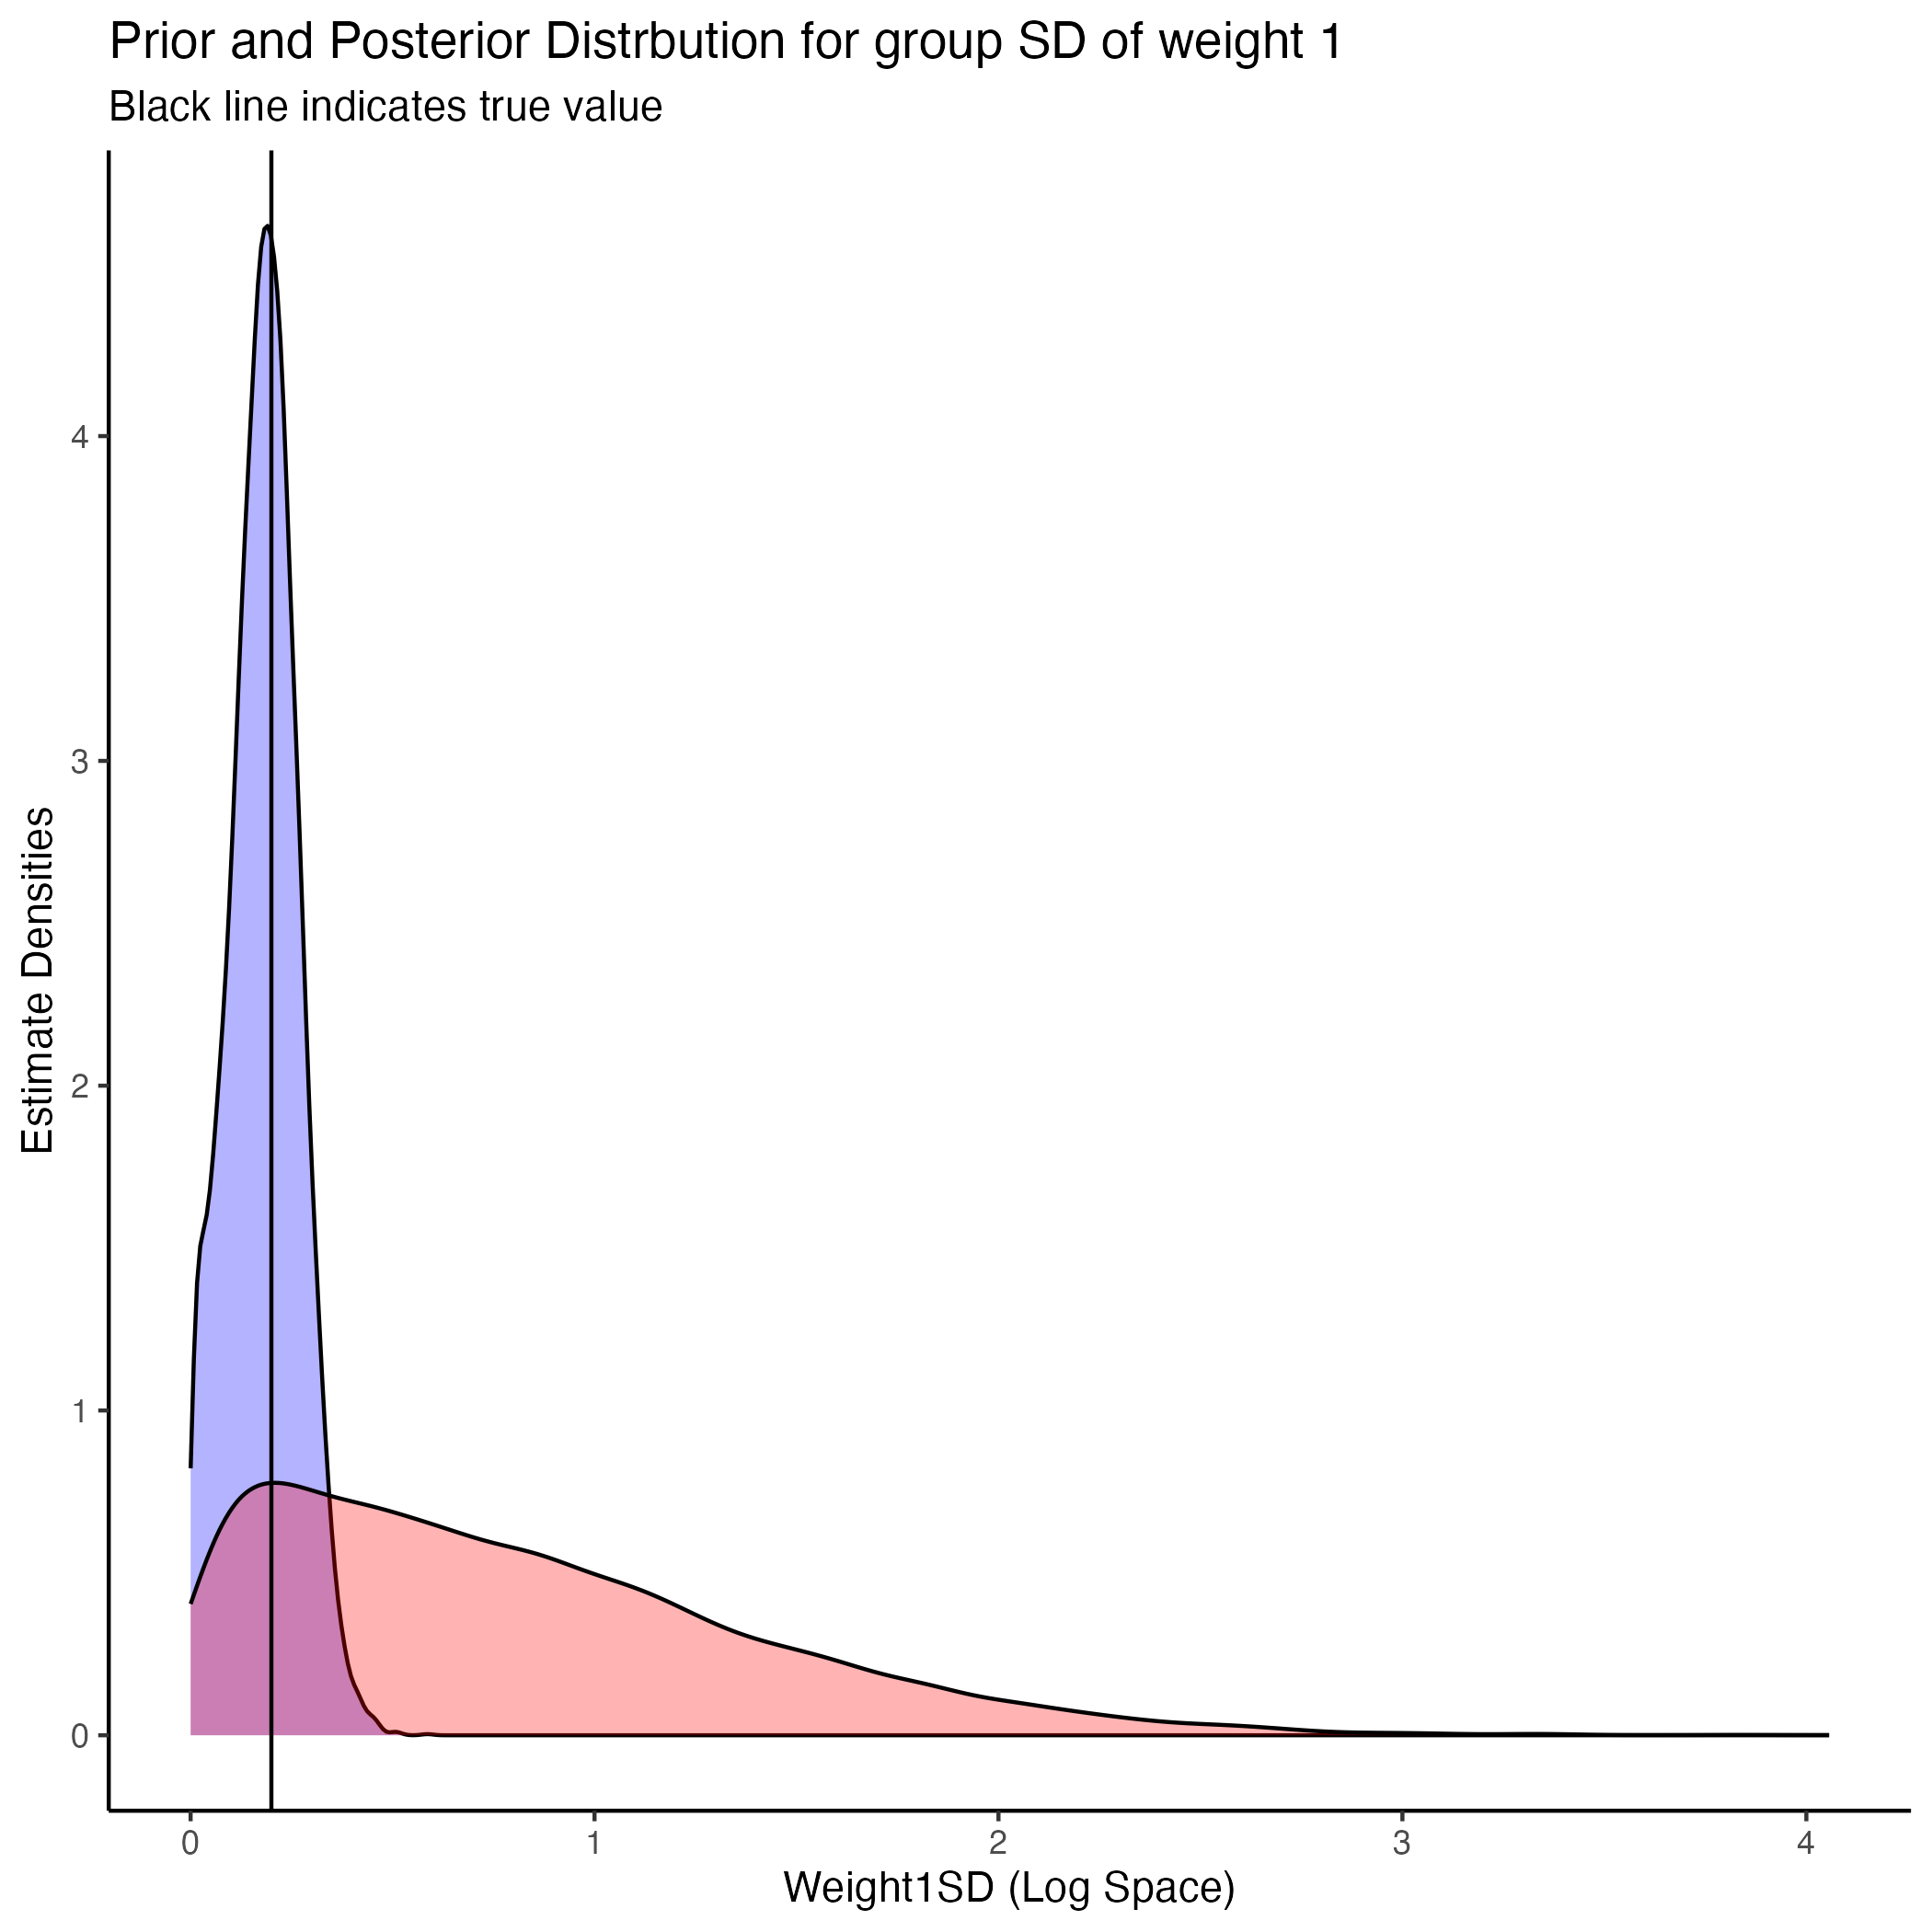 Prior and Posterior Distrbution for group SD of weight 1
Black line indicates true value
Estimate Densities
4
3
2
1
0
0 1 2 3 4
Weight1SD (Log Space)